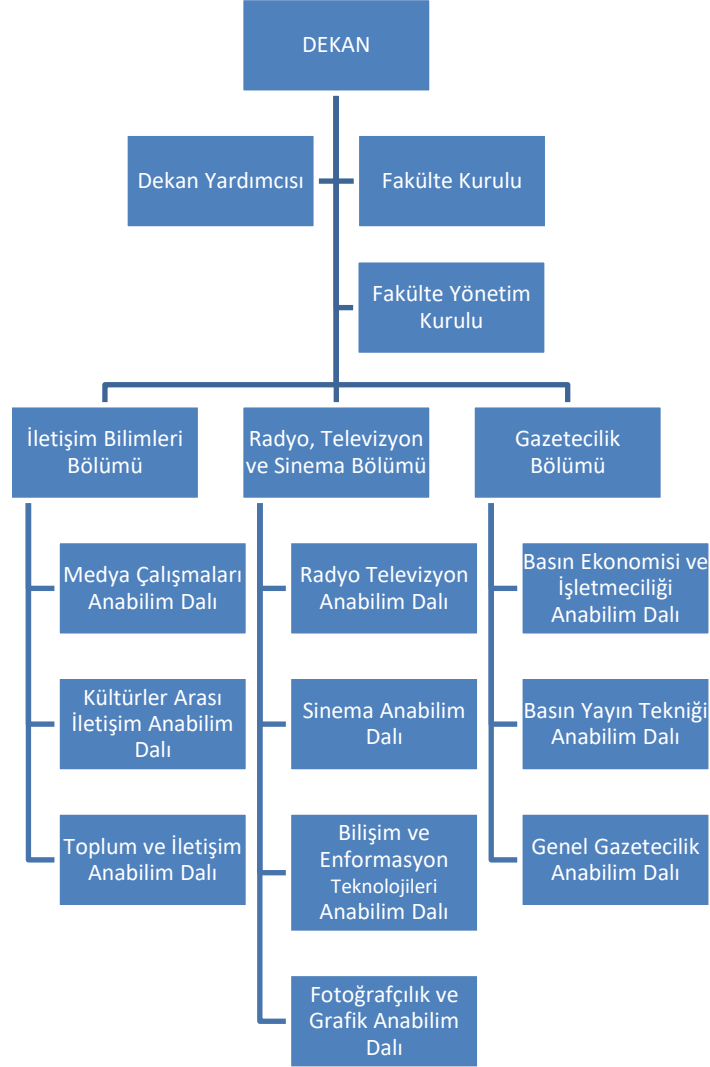 DEKAN
Dekan Yardımcısı
Fakülte Kurulu
Fakülte Yönetim
Kurulu
İletişim Bilimleri
Bölümü
Radyo, Televizyon
ve Sinema Bölümü
Gazetecilik
Bölümü
Medya Çalışmaları
Anabilim Dalı
Kültürler Arası
İletişim Anabilim
Dalı
Toplum ve İletişim
Anabilim Dalı
Radyo Televizyon
Anabilim Dalı
Sinema Anabilim
Dalı
Bilişim ve
Enformasyon
Teknolojileri
Anabilim Dalı
Fotoğrafçılık ve
Grafik Anabilim
Dalı
Basın Ekonomisi ve
İşletmeciliği
Anabilim Dalı
Basın Yayın Tekniği
Anabilim Dalı
Genel Gazetecilik
Anabilim Dalı